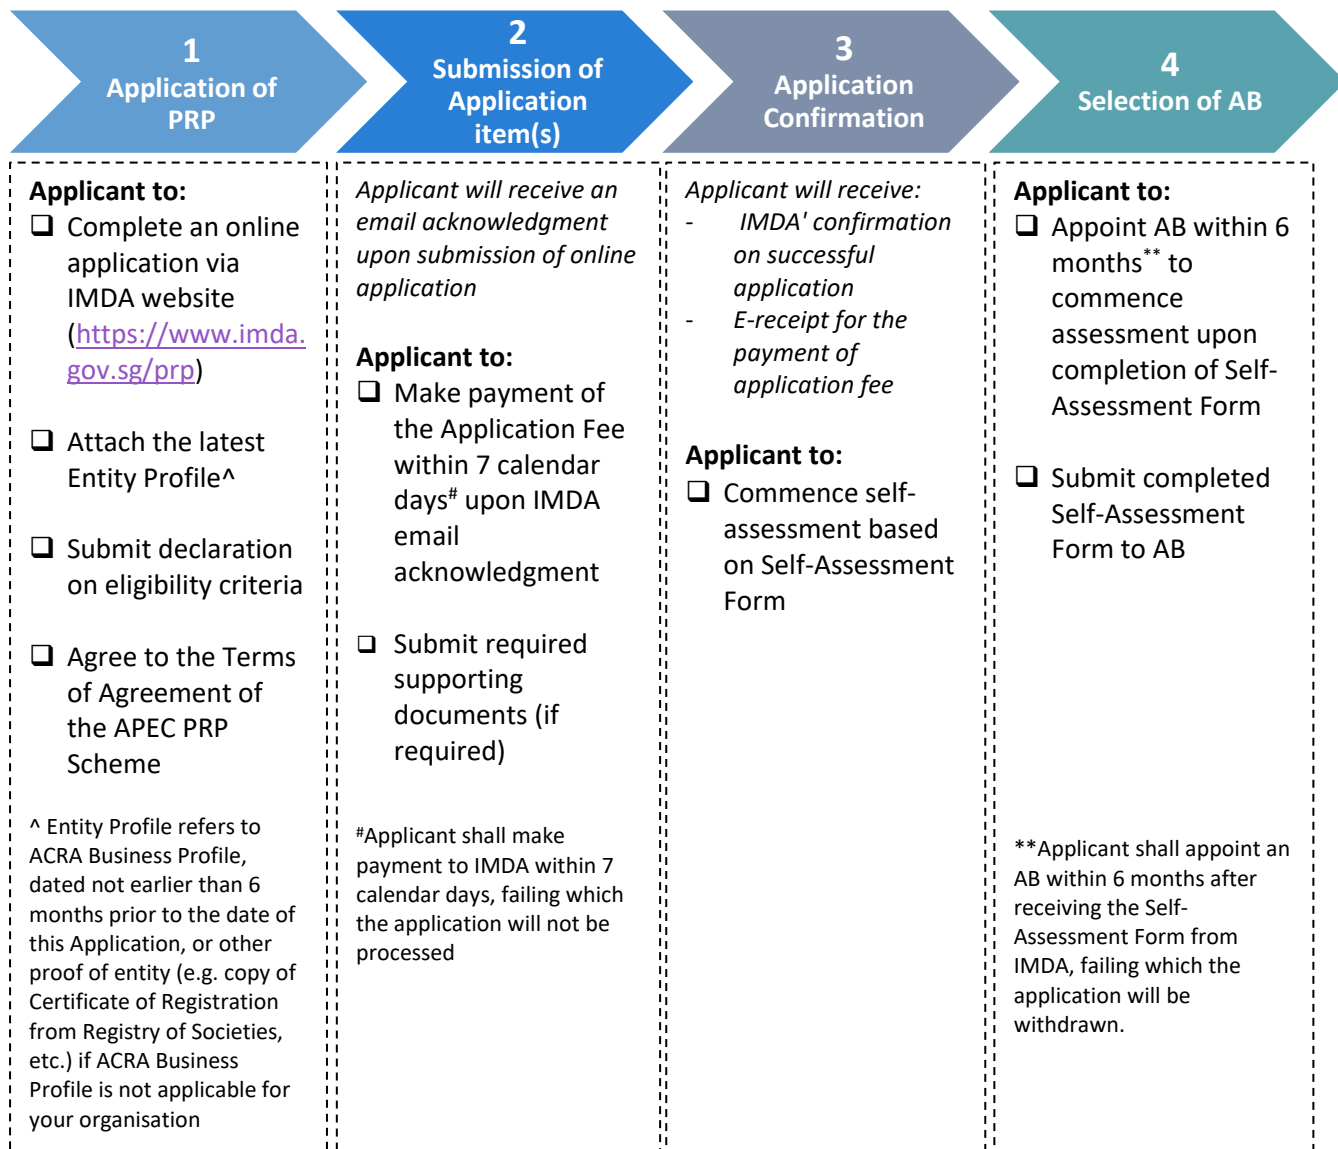 1
Application of
PRP
2
Submission of
Application
item(s)
3
Application
Confirmation
4
Selection of AB
Applicant to:
❑ Complete an online
application via
IMDA website
(https://www.imda.
gov.sg/prp)
❑ Attach the latest
Entity Profile^
❑ Submit declaration
on eligibility criteria
❑ Agree to the Terms
of Agreement of
the APEC PRP
Scheme
^ Entity Profile refers to
ACRA Business Profile,
dated not earlier than 6
months prior to the date of
this Application, or other
proof of entity (e.g. copy of
Certificate of Registration
from Registry of Societies,
etc.) if ACRA Business
Profile is not applicable for
your organisation
Applicant will receive an
email acknowledgment
upon submission of online
application
Applicant to:
❑ Make payment of
the Application Fee
within 7 calendar
days# upon IMDA
email
acknowledgment
❑ Submit required
supporting
documents (if
required)
#Applicant shall make
payment to IMDA within 7
calendar days, failing which
the application will not be
processed
Applicant will receive:
- IMDA' confirmation
on successful
application
- E-receipt for the
payment of
application fee
Applicant to:
❑ Commence self-
assessment based
on Self-Assessment
Form
Applicant to:
❑ Appoint AB within 6
months** to
commence
assessment upon
completion of Self-
Assessment Form
❑ Submit completed
Self-Assessment
Form to AB
**Applicant shall appoint an
AB within 6 months after
receiving the Self-
Assessment Form from
IMDA, failing which the
application will be
withdrawn.